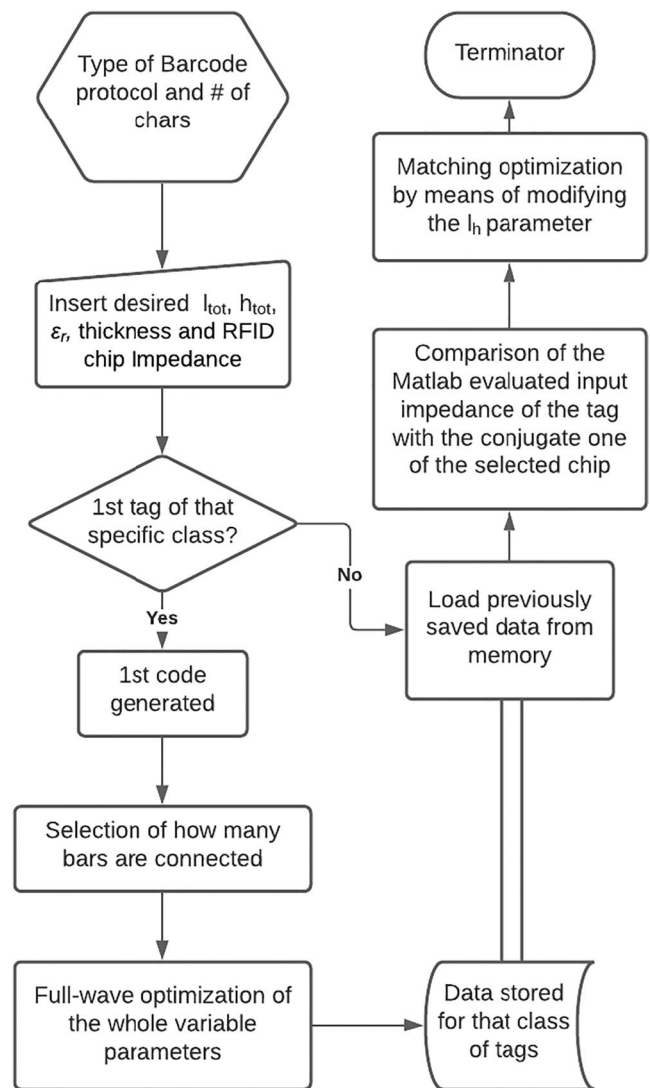 Type of Barcode
protocol and # of
chars
Insert desired l_tot, h_tot,
ε_r, thickness and RFID
chip Impedance
1st tag of that
specific class?
No
Yes
1st code
generated
Selection of how many
bars are connected
Full-wave optimization of
the whole variable
parameters
Data stored
for that class
of tags
Load previously
saved data from
memory
Comparison of the
Matlab evaluated input
impedance of the tag
with the conjugate one
of the selected chip
Matching optimization
by means of modifying
the l_h parameter
Terminator